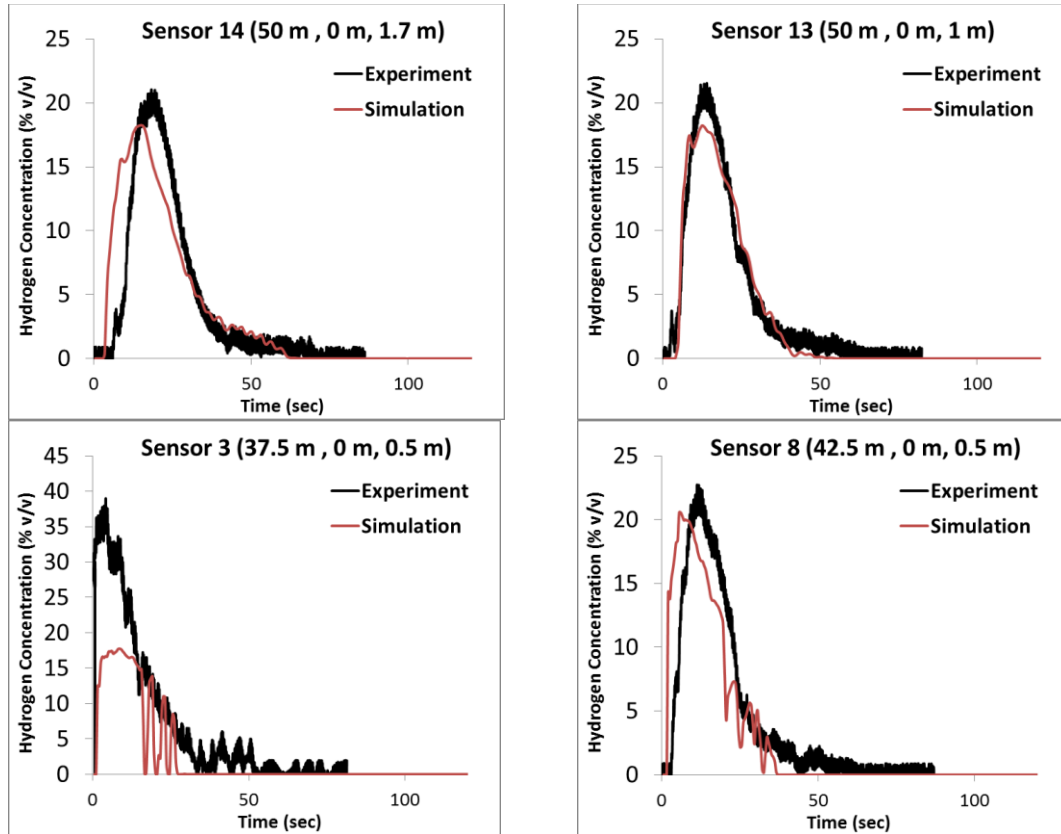 Sensor 14 (50 m , 0 m, 1.7 m)
Hydrogen Concentration (% v/v)
25
20
15
10
5
0
Experiment
Simulation
0
50
100
Time (sec)
Sensor 13 (50 m , 0 m, 1 m)
Hydrogen Concentration (% v/v)
25
20
15
10
5
0
Experiment
Simulation
0
50
100
Time (sec)
Sensor 3 (37.5 m , 0 m, 0.5 m)
Hydrogen Concentration (% v/v)
45
40
35
30
25
20
15
10
5
0
Experiment
Simulation
0
50
100
Time (sec)
Sensor 8 (42.5 m , 0 m, 0.5 m)
Hydrogen Concentration (% v/v)
25
20
15
10
5
0
Experiment
Simulation
0
50
100
Time (sec)